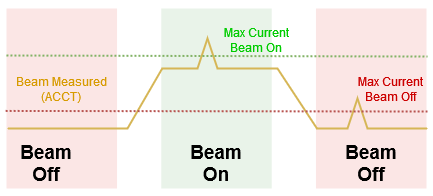 Max Current
Beam On
Beam Measured
(ACCT)
Max Current
Beam Off
Beam
Off
Beam
On
Beam
Off